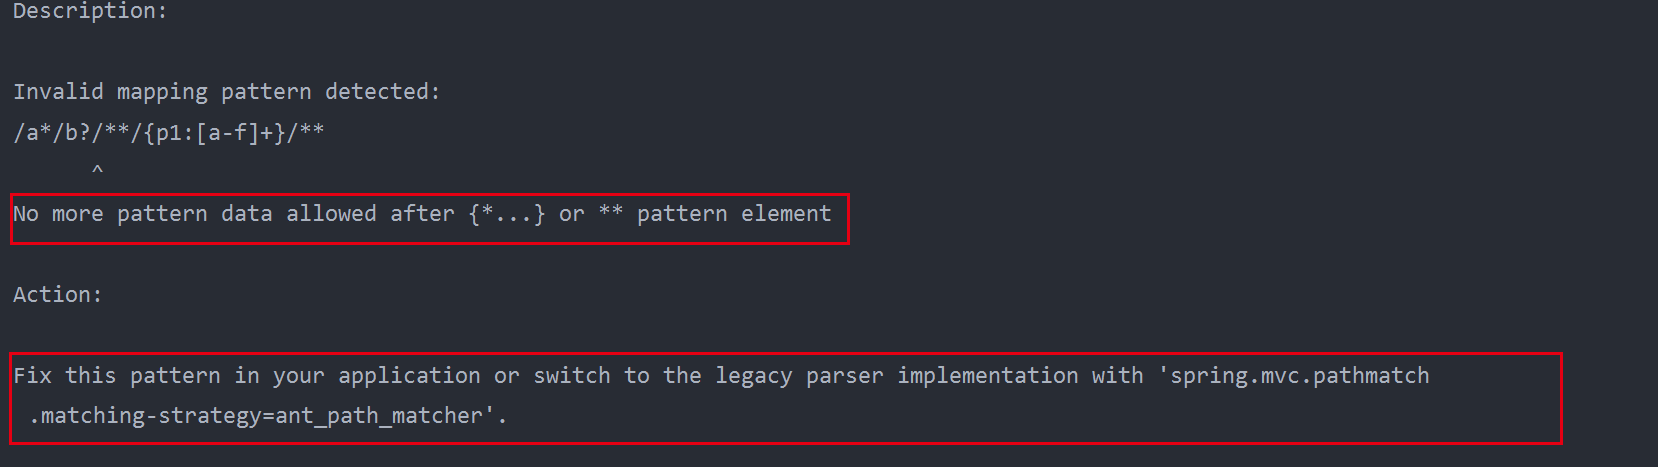 Description:
Invalid mapping pattern detected:
/a*/b?/**/{p1:[a-f]+}/**
^
No more pattern data allowed after {*...} or ** pattern element
Action:
Fix this pattern in your application or switch to the legacy parser implementation with 'spring.mvc.pathmatch
.matching-strategy=ant_path_matcher'.